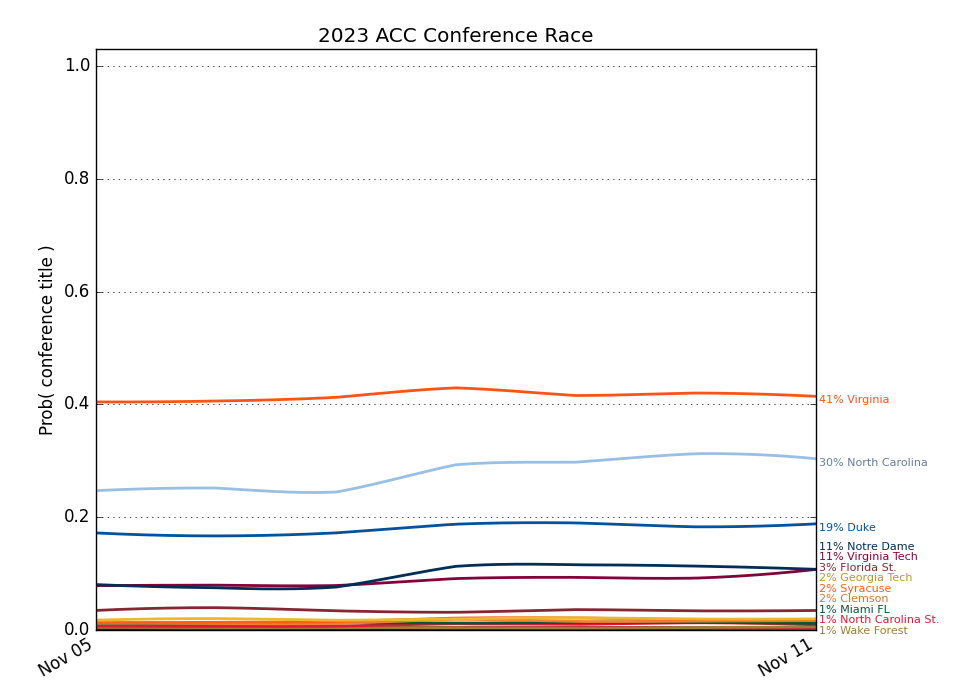 2023 ACC Conference Race
1.0
0.8
0.6
0.4
0.2
0.0
Prob( conference title )
Nov 05
Nov 11
41% Virginia
30% North Carolina
19% Duke
11% Notre Dame
11% Virginia Tech
3% Florida St.
2% Georgia Tech
2% Syracuse
2% Clemson
1% Miami FL
1% North Carolina St.
1% Wake Forest